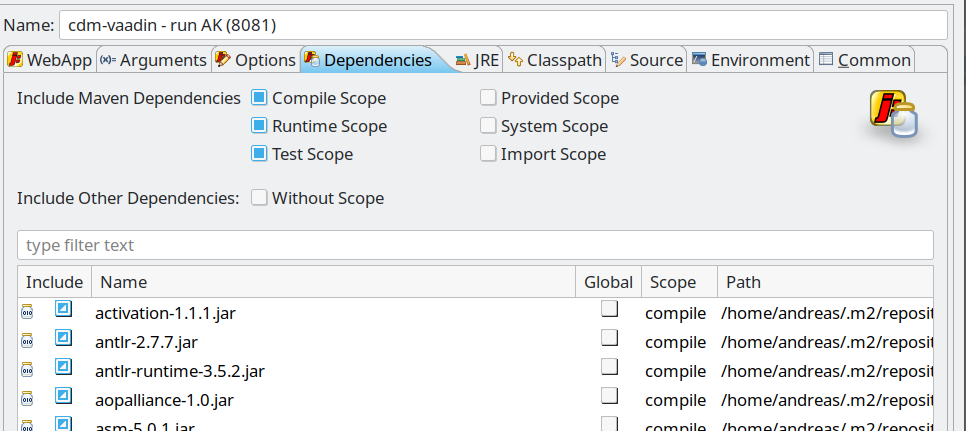 Name: cdm-vaadin - run AK (8081)
WebApp Arguments Options Dependencies JRE Classpath Source Environment Common
Include Maven Dependencies Compile Scope Provided Scope
Runtime Scope System Scope
Test Scope Import Scope
Include Other Dependencies: Without Scope
type filter text
Include Name Global Scope Path
activation-1.1.1.jar compile /home/andreas/.m2/reposit
antlr-2.7.7.jar compile /home/andreas/.m2/reposit
antlr-runtime-3.5.2.jar compile /home/andreas/.m2/reposit
aopalliance-1.0.jar compile /home/andreas/.m2/reposit
asm-5.0.1.jar compile /home/andreas/.m2/reposit